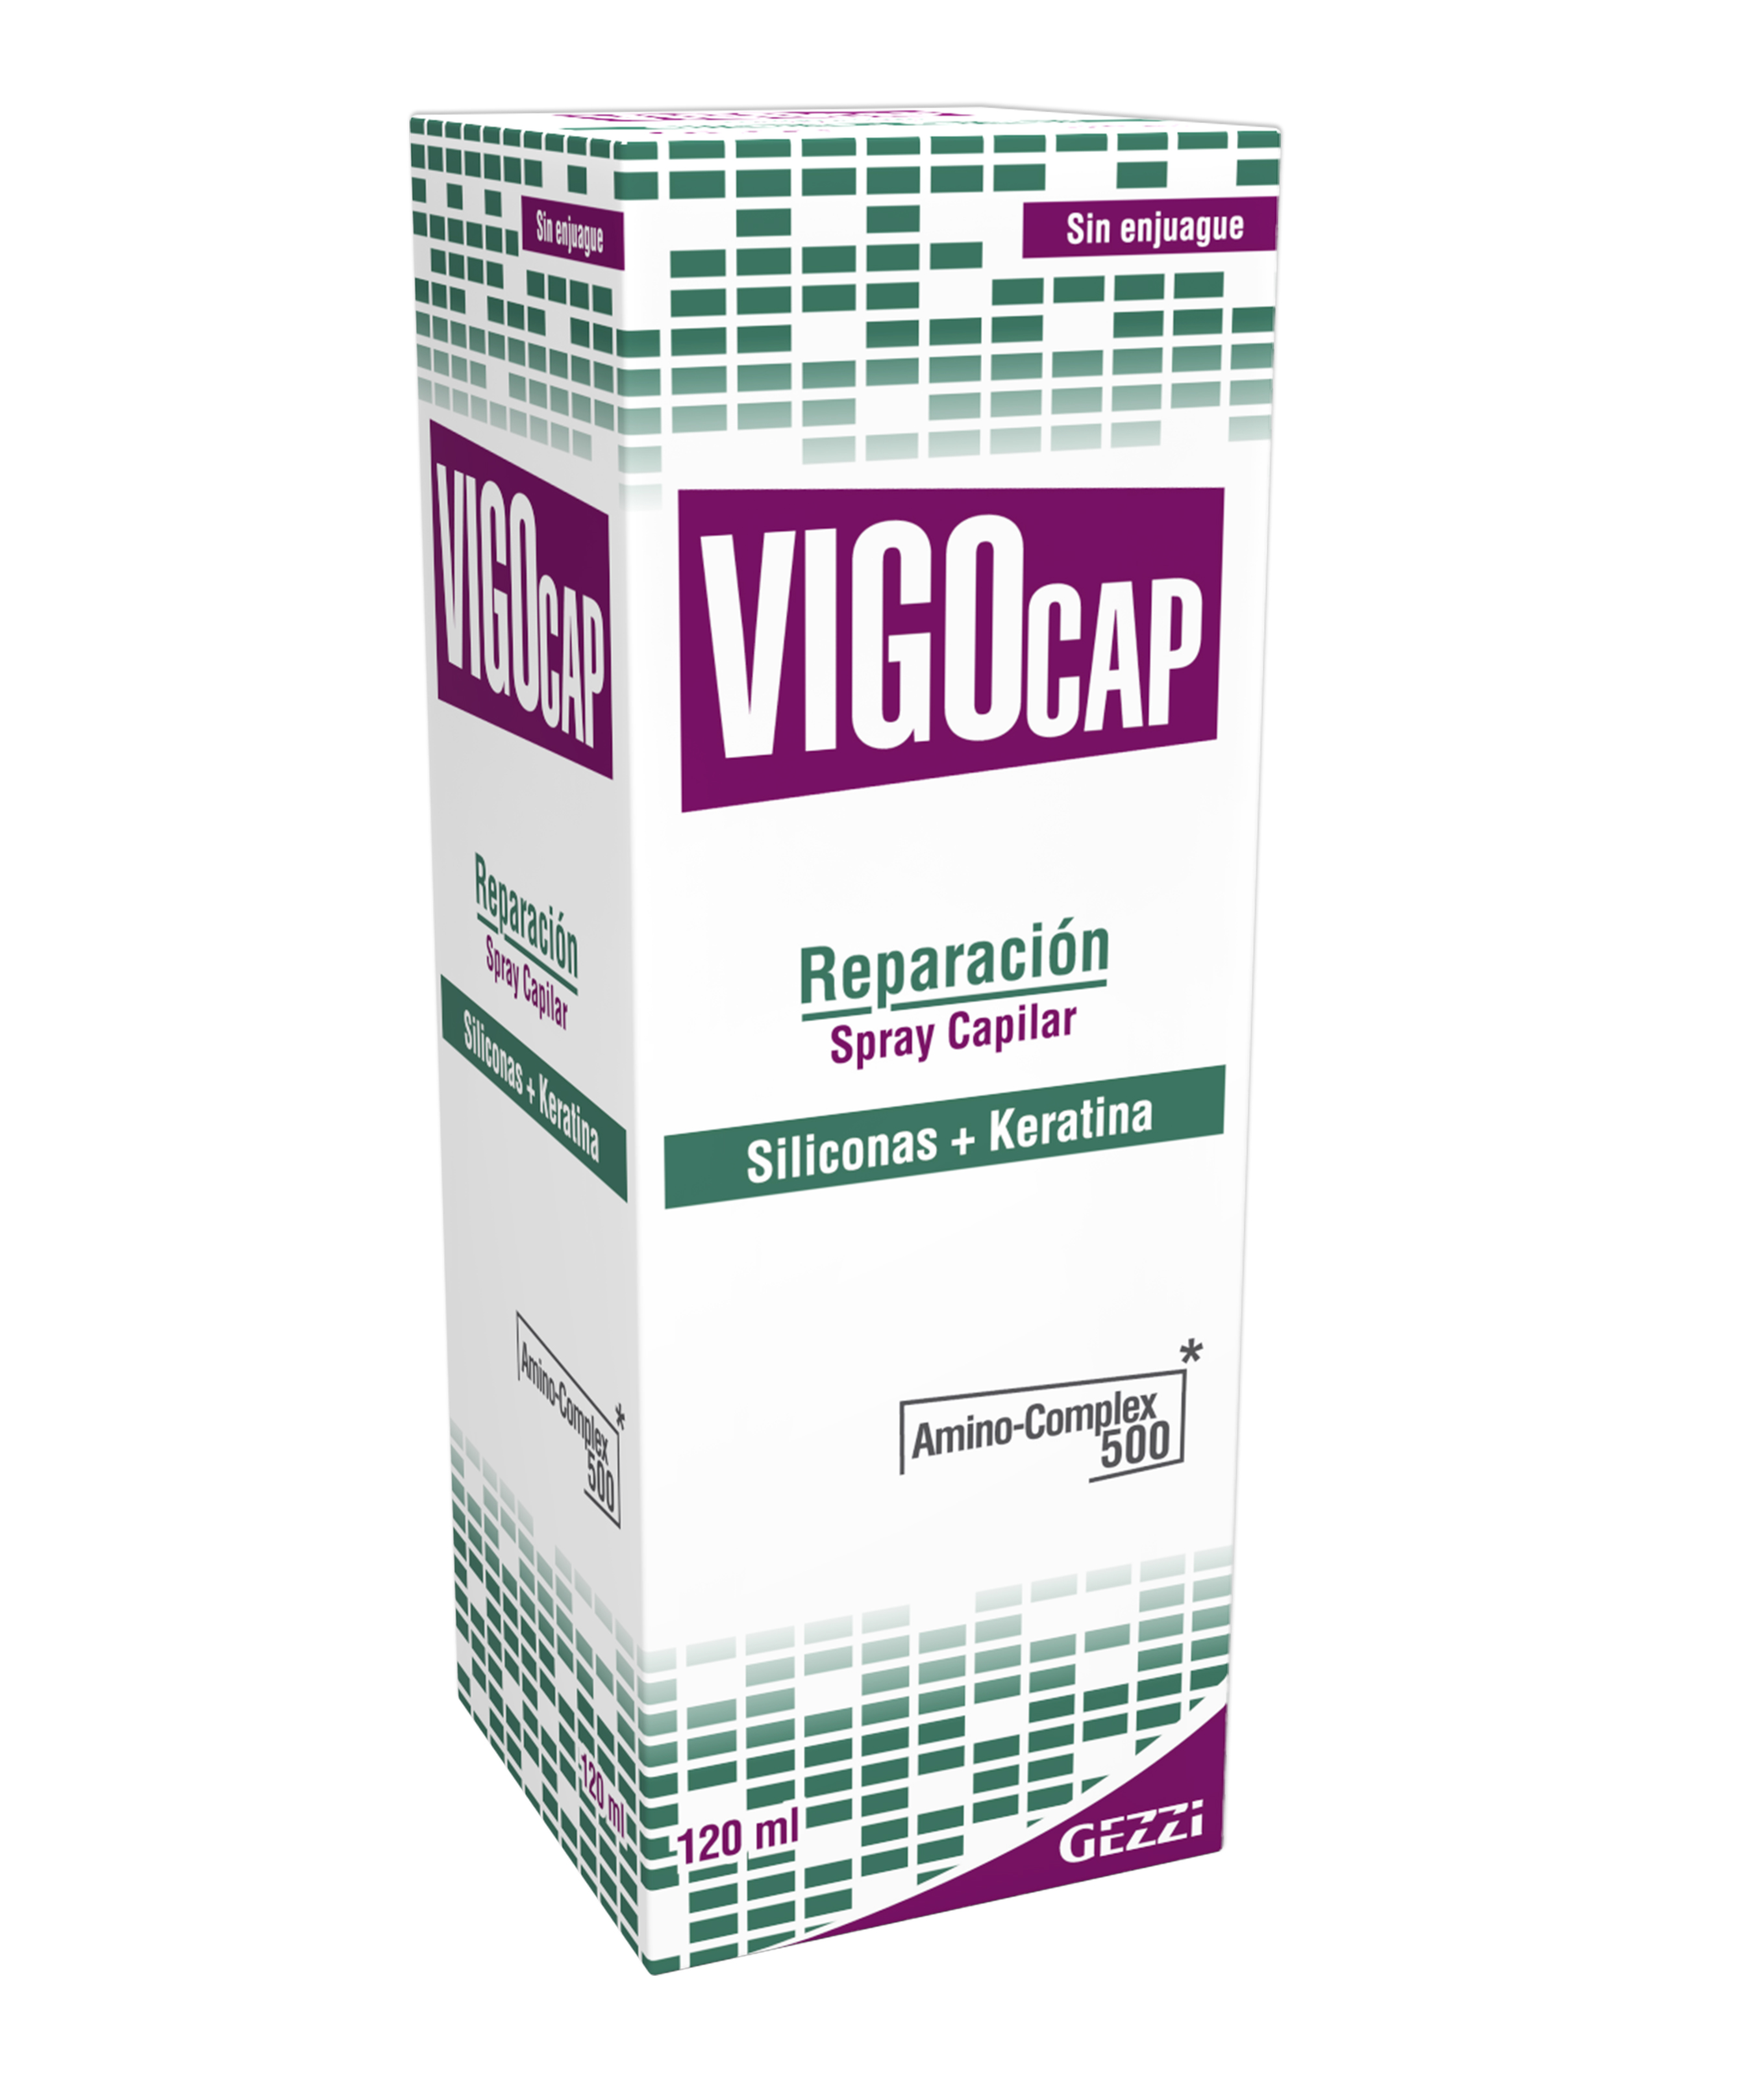 Sin enjuague
VIGOCAP
Reparación
Spray Capilar
Siliconas + Keratina
Amino-Complex *
500
120 ml
Sin enjuague
VIGOCAP
Reparación
Spray Capilar
Siliconas + Keratina
Amino-Complex *
500
120 ml
GEZZi